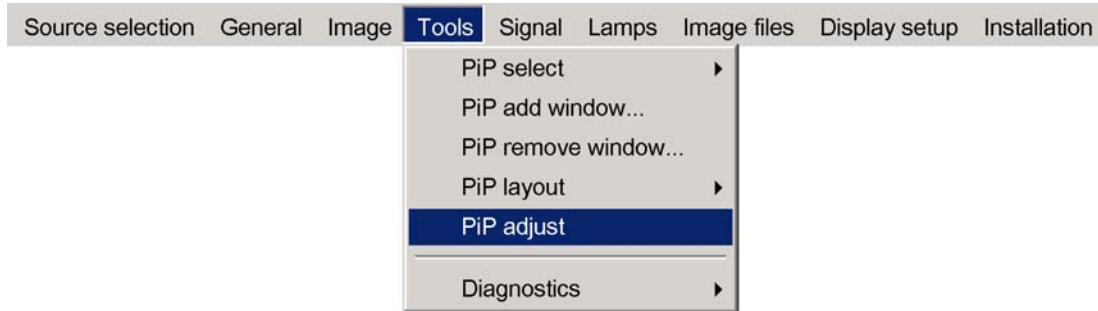 Source selection General Image Tools Signal Lamps Image files Display setup Installation
PiP select
PiP add window...
PiP remove window...
PiP layout
PiP adjust
Diagnostics